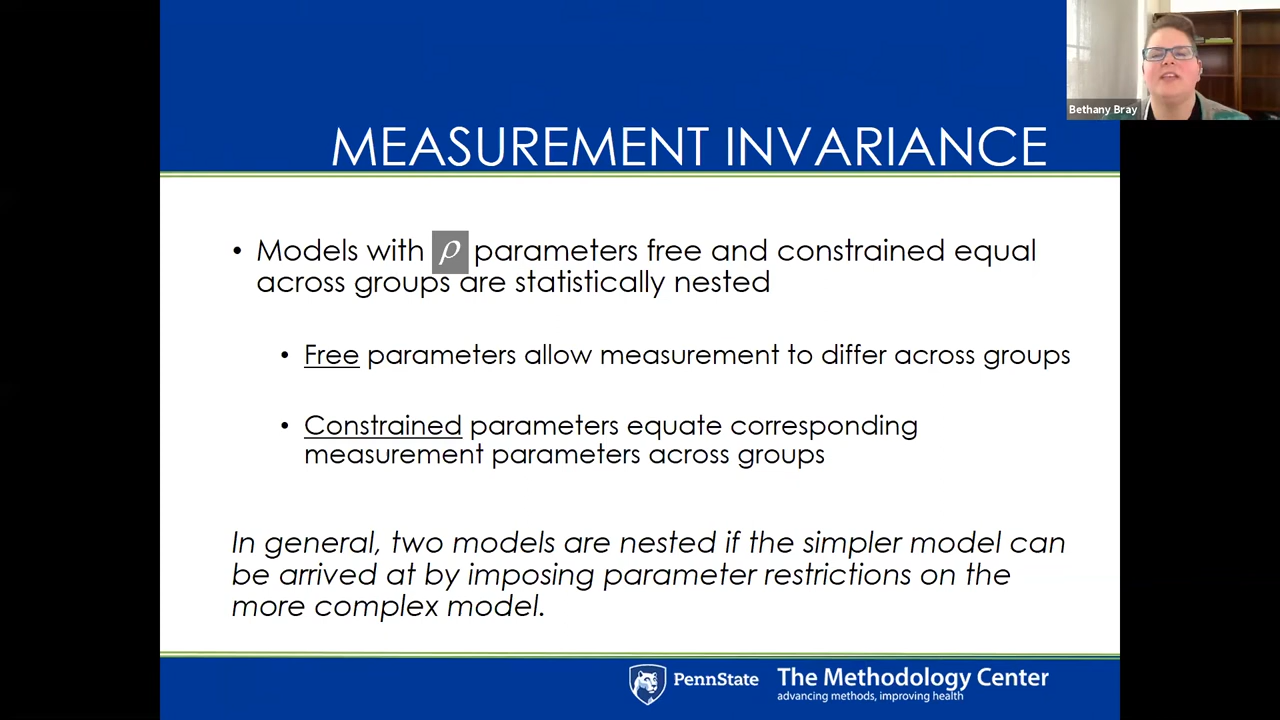 Bethany Bray
MEASUREMENT INVARIANCE
• Models with ρ parameters free and constrained equal
across groups are statistically nested
• Free parameters allow measurement to differ across groups
• Constrained parameters equate corresponding
measurement parameters across groups
In general, two models are nested if the simpler model can
be arrived at by imposing parameter restrictions on the
more complex model.
PennState
The Methodology Center
advancing methods, improving health